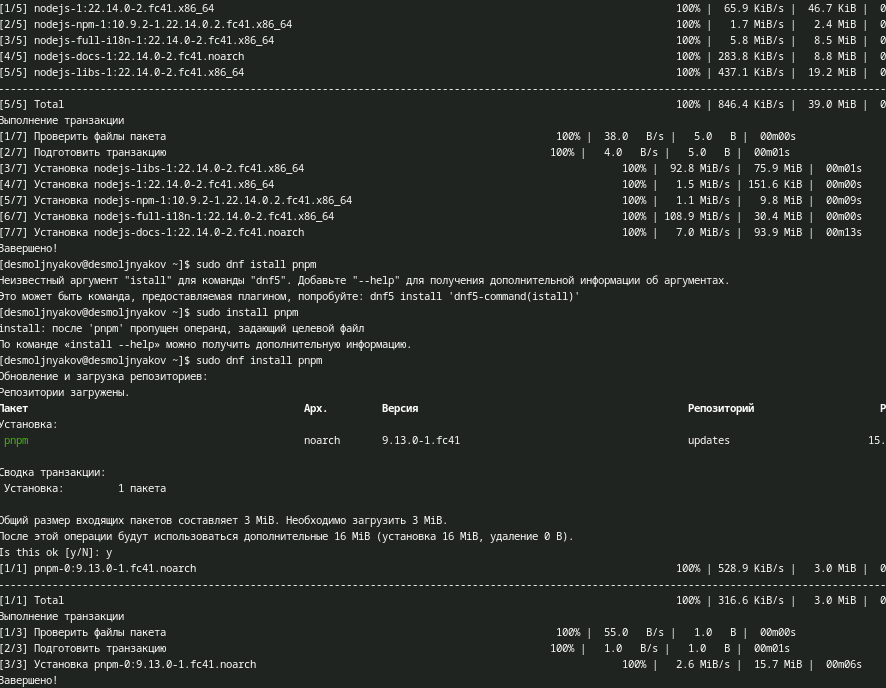 [1/5] nodejs-1:22.14.0-2.fc41.x86_64 100% | 65.9 KiB/s | 46.7 KiB | 0
[2/5] nodejs-npm-1:10.9.2-1.22.14.0.2.fc41.x86_64 100% | 1.7 MiB/s | 2.4 MiB | 0
[3/5] nodejs-full-i18n-1:22.14.0-2.fc41.x86_64 100% | 5.8 MiB/s | 8.5 MiB | 0
[4/5] nodejs-docs-1:22.14.0-2.fc41.noarch 100% | 283.8 KiB/s | 8.8 MiB | 0
[5/5] nodejs-libs-1:22.14.0-2.fc41.x86_64 100% | 437.1 KiB/s | 19.2 MiB | 0
--------------------------------------------------------------------------------
[5/5] Total 100% | 846.4 KiB/s | 39.0 MiB | 0
Выполнение транзакции
[1/7] Проверить файлы пакета 100% | 38.0 B/s | 5.0 B | 00m00s
[2/7] Подготовить транзакцию 100% | 4.0 B/s | 5.0 B | 00m01s
[3/7] Установка nodejs-libs-1:22.14.0-2.fc41.x86_64 100% | 92.8 MiB/s | 75.9 MiB | 00m01s
[4/7] Установка nodejs-1:22.14.0-2.fc41.x86_64 100% | 1.5 MiB/s | 151.6 KiB | 00m00s
[5/7] Установка nodejs-npm-1:10.9.2-1.22.14.0.2.fc41.x86_64 100% | 1.1 MiB/s | 9.8 MiB | 00m09s
[6/7] Установка nodejs-full-i18n-1:22.14.0-2.fc41.x86_64 100% | 108.9 MiB/s | 30.4 MiB | 00m00s
[7/7] Установка nodejs-docs-1:22.14.0-2.fc41.noarch 100% | 7.0 MiB/s | 93.9 MiB | 00m13s
Завершено!
[desmoljnyakov@desmoljnyakov ~]$ sudo dnf istall pnpm
Неизвестный аргумент "istall" для команды "dnf5". Добавьте "--help" для получения дополнительной информации об аргументах.
Это может быть команда, предоставляемая плагином, попробуйте: dnf5 install 'dnf5-command(istall)'
[desmoljnyakov@desmoljnyakov ~]$ sudo install pnpm
install: после 'pnpm' пропущен операнд, задающий целевой файл
По команде «install --help» можно получить дополнительную информацию.
[desmoljnyakov@desmoljnyakov ~]$ sudo dnf install pnpm
Обновление и загрузка репозиториев:
Репозитории загружены.
Пакет Арх. Версия Репозиторий Р
Установка:
pnpm noarch 9.13.0-1.fc41 updates 15.
Сводка транзакции:
Установка: 1 пакета
Общий размер входящих пакетов составляет 3 MiB. Необходимо загрузить 3 MiB.
После этой операции будут использоваться дополнительные 16 MiB (установка 16 MiB, удаление 0 B).
Is this ok [y/N]: y
[1/1] pnpm-0:9.13.0-1.fc41.noarch 100% | 528.9 KiB/s | 3.0 MiB | 0
--------------------------------------------------------------------------------
[1/1] Total 100% | 316.6 KiB/s | 3.0 MiB | 0
Выполнение транзакции
[1/3] Проверить файлы пакета 100% | 55.0 B/s | 1.0 B | 00m00s
[2/3] Подготовить транзакцию 100% | 1.0 B/s | 1.0 B | 00m01s
[3/3] Установка pnpm-0:9.13.0-1.fc41.noarch 100% | 2.6 MiB/s | 15.7 MiB | 00m06s
Завершено!